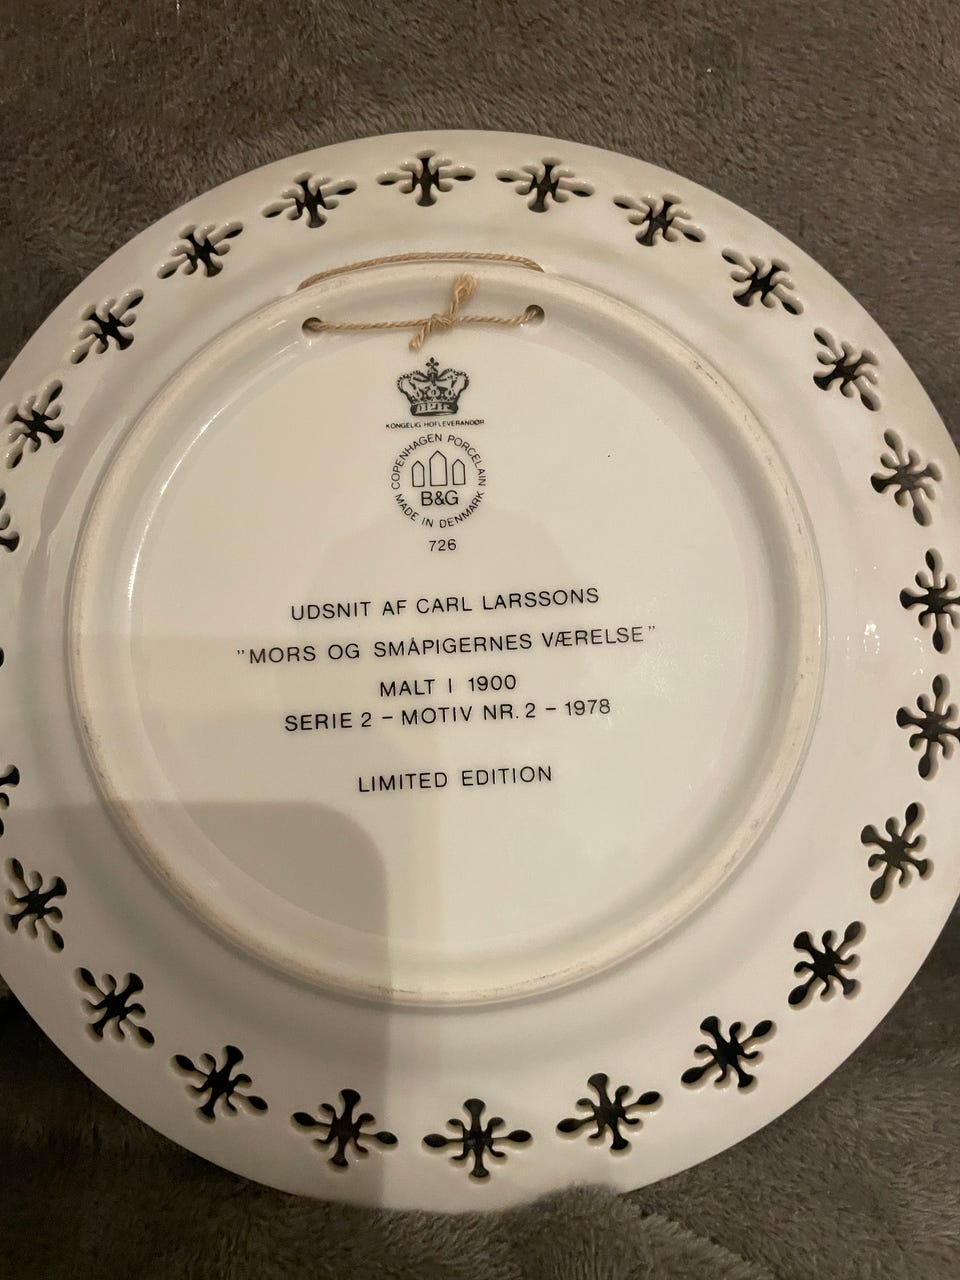 KONGELIG HOFLEVERANDØR
COPENHAGEN PORCELAIN
B&G
MADE IN DENMARK
726
UDSNIT AF CARL LARSSONS
"MORS OG SMÅPIGERNES VÆRELSE"
MALT I 1900
SERIE 2 – MOTIV NR. 2 – 1978
LIMITED EDITION